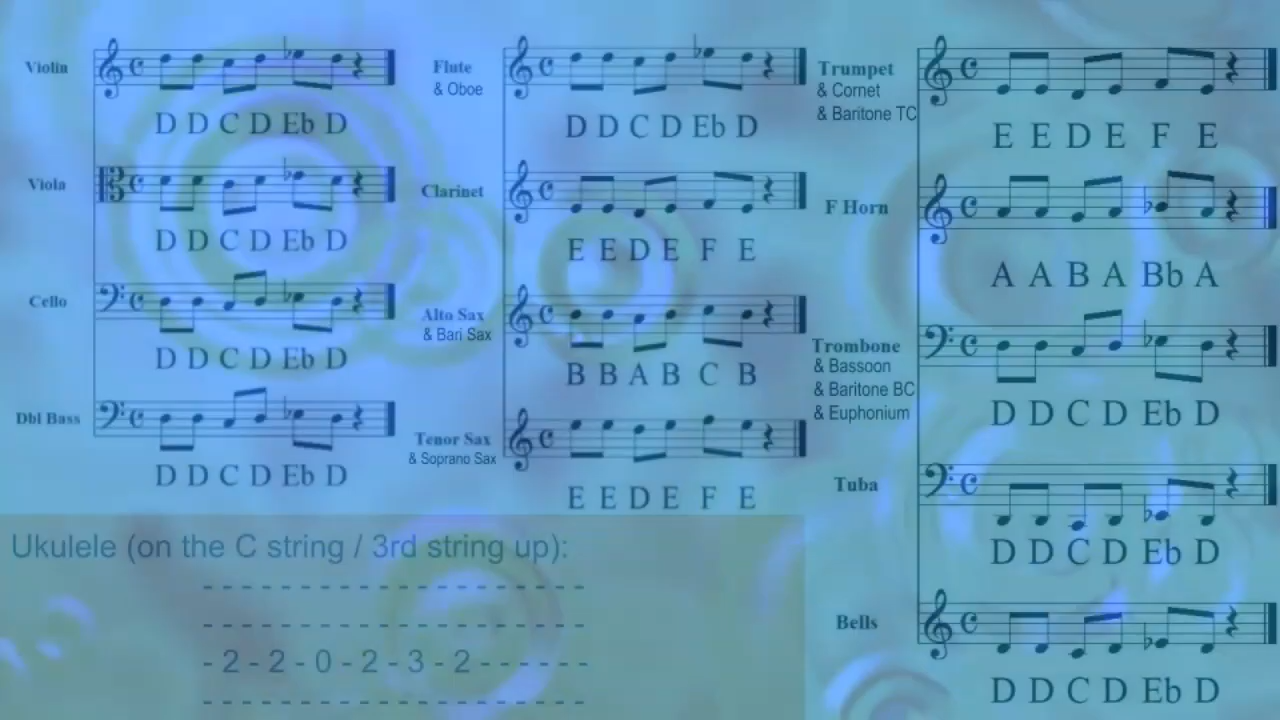 Violin
D D C D Eb D
Viola
D D C D Eb D
Cello
D D C D Eb D
Dbl Bass
D D C D Eb D
Flute
& Oboe
D D C D Eb D
Clarinet
E E D E F E
Alto Sax
& Bari Sax
B B A B C B
Tenor Sax
& Soprano Sax
E E D E F E
Trumpet
& Cornet
& Baritone TC
E E D E F E
F Horn
A A B A Bb A
Trombone
& Bassoon
& Baritone BC
& Euphonium
D D C D Eb D
Tuba
D D C D Eb D
Bells
D D C D Eb D
Ukulele (on the C string / 3rd string up):
- - - - - - - - - - - - - - - - -
- - - - - - - - - - - - - - - - -
- 2 - 2 - 0 - 2 - 3 - 2 - - - - - -
- - - - - - - - - - - - - - - - -